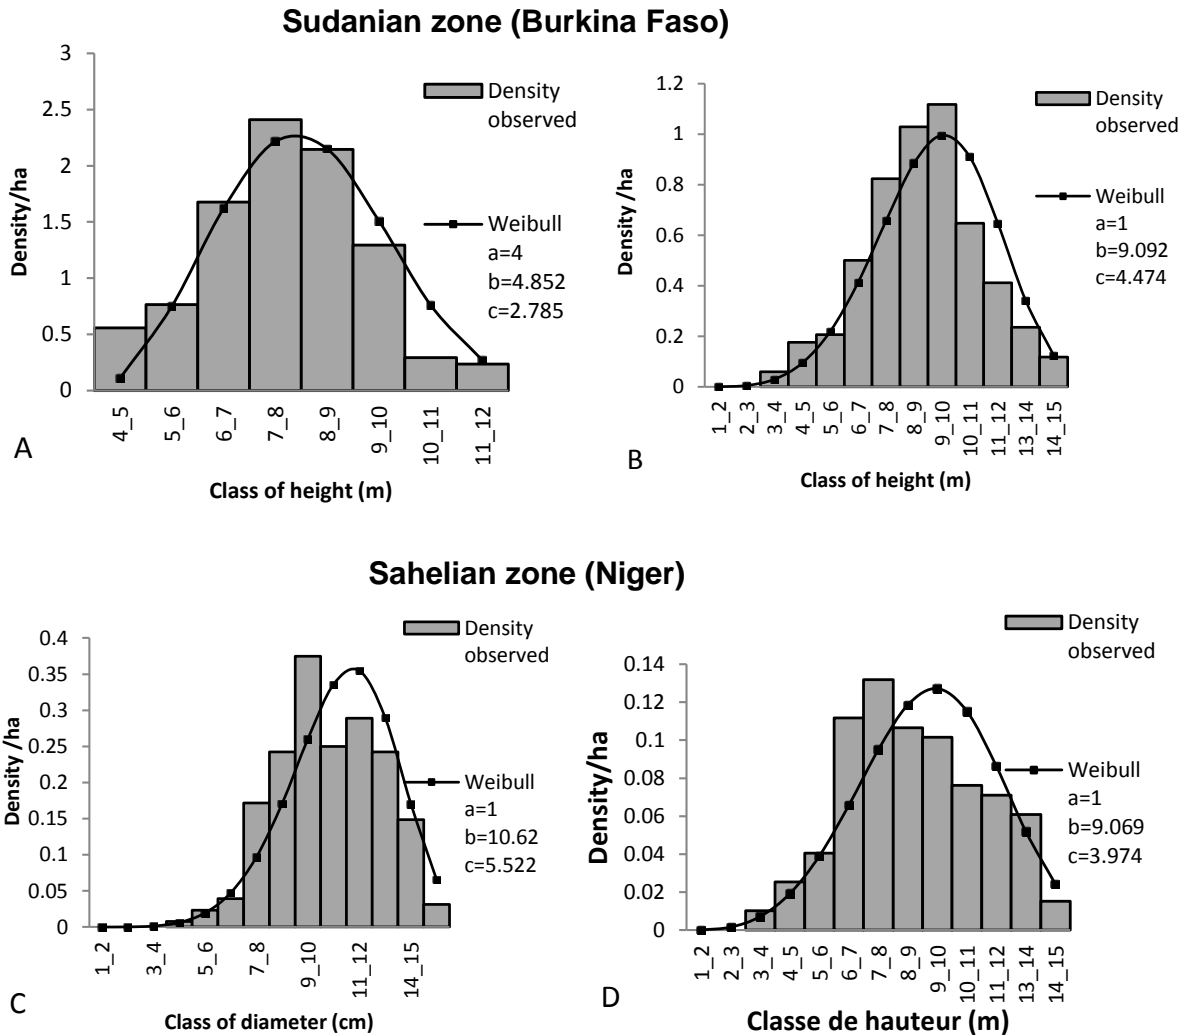 Sudanian zone (Burkina Faso)
3
2.5
2
1.5
1
0.5
0
Density/ha
Density
observed
Weibull
a=4
b=4.852
c=2.785
4_5
5_6
6_7
7_8
8_9
9_10
10_11
11_12
A
Class of height (m)
1.2
1
0.8
0.6
0.4
0.2
0
Density /ha
Density
observed
Weibull
a=1
b=9.092
c=4.474
1_2
2_3
3_4
4_5
5_6
6_7
7_8
8_9
9_10
10_11
11_12
13_14
14_15
B
Class of height (m)
Sahelian zone (Niger)
0.4
0.35
0.3
0.25
0.2
0.15
0.1
0.05
0
Density /ha
Density
observed
Weibull
a=1
b=10.62
c=5.522
1_2
3_4
5_6
7_8
9_10
11_12
14_15
C
Class of diameter (cm)
0.14
0.12
0.1
0.08
0.06
0.04
0.02
0
Density/ha
Density
observed
Weibull
a=1
b=9.069
c=3.974
1_2
2_3
3_4
4_5
5_6
6_7
7_8
8_9
9_10
10_11
11_12
13_14
14_15
D
Classe de hauteur (m)